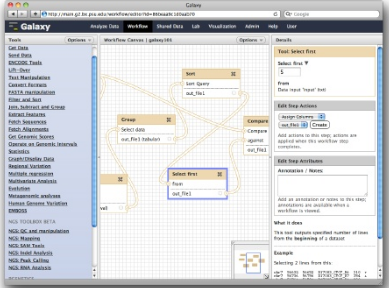 Galaxy
http://main.g2.bx.psu.edu/workflow/editor?id=
Google
Galaxy
Analyze Data Workflow Shared Data Lab Visualization Admin Help User
Tools Options
Get Data
Send Data
ENCODE Tools
Lift-Over
Text Manipulation
Convert Formats
FASTA manipulation
Filter and Sort
Join, Subtract and Group
Extract Features
Fetch Sequences
Fetch Alignments
Get Genomic Scores
Operate on Genomic Intervals
Statistics
Graph/Display Data
Regional Variation
Multiple regression
Multivariate Analysis
Evolution
Metagenomic analyses
Human Genome Variation
EMBOSS
NGS TOOLBOX BETA
NGS: QC and manipulation
NGS: Mapping
NGS: SAM Tools
NGS: Indel Analysis
NGS: Peak Calling
NGS: RNA Analysis
Workflow Canvas | galaxy101 Options
Sort
Sort Query
out_file1
Group
Select data
out_file1 (tabular)
Compare
Compare
against
out_file1
Select first
from
out_file1
Details
Tool: Select first
Select first
5
From
Data input 'input'
Edit Step Actions
Assign Columns
out_file1 Create
Add actions to this step; actions are applied when this workflow step completes.
Edit Step Attributes
Annotation / Notes:
Add an annotation or notes to this step; annotations are available when a workflow is viewed.
What it does
This tool outputs specified number of lines from the beginning of a dataset
Example
Selecting 2 lines from this: